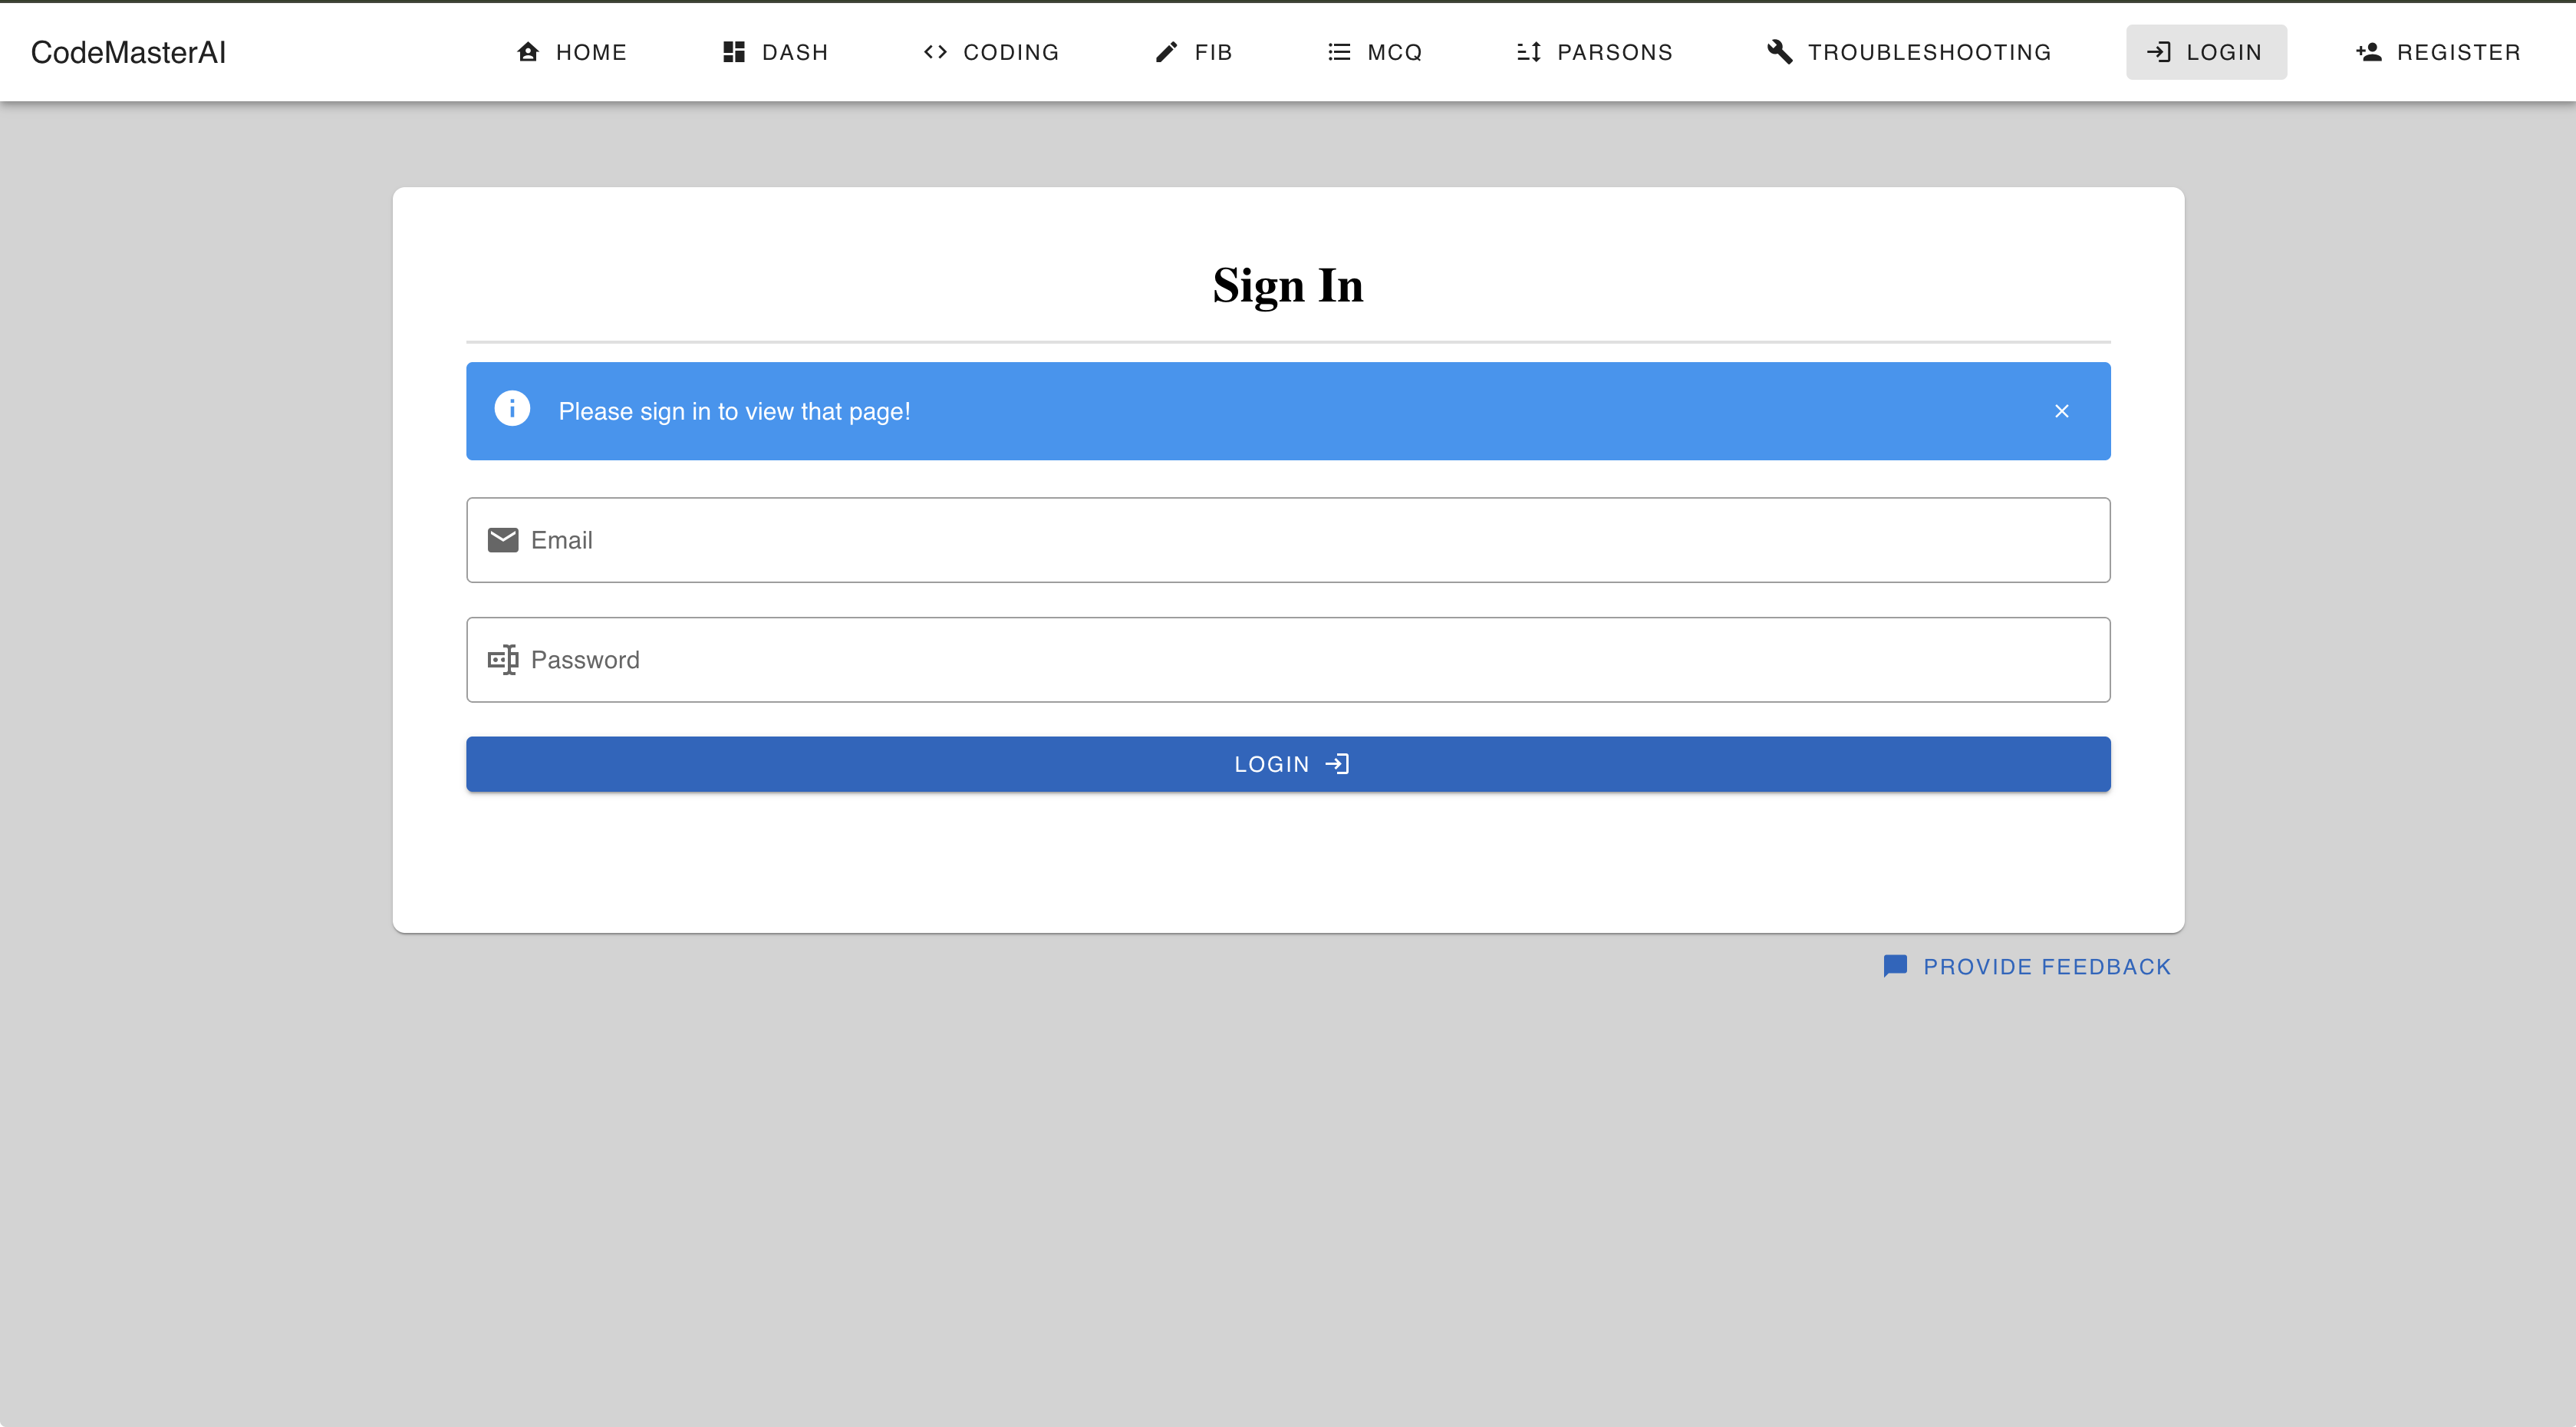 CodeMasterAI HOME DASH CODING FIB MCQ PARSONS TROUBLESHOOTING LOGIN REGISTER
Sign In
Please sign in to view that page!
Email
Password
LOGIN
PROVIDE FEEDBACK